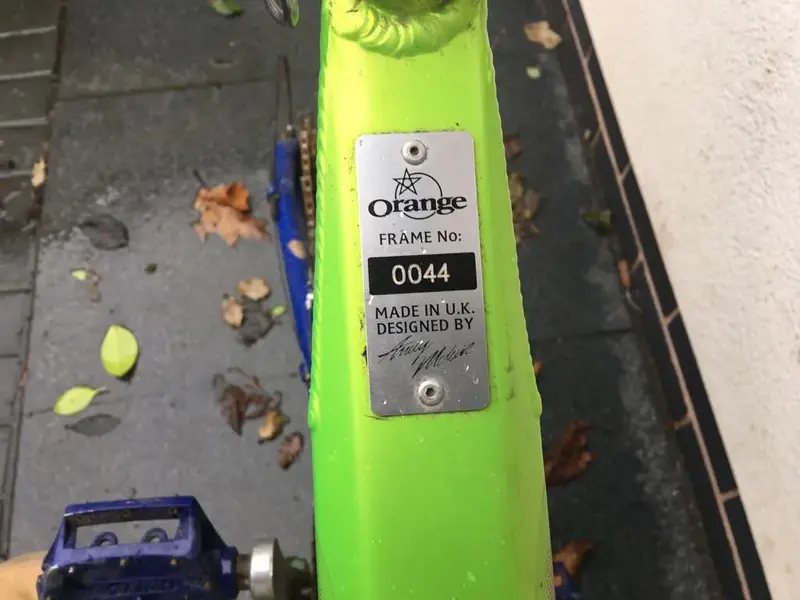 Orange
FRAME No:
0044
MADE IN U.K.
DESIGNED BY